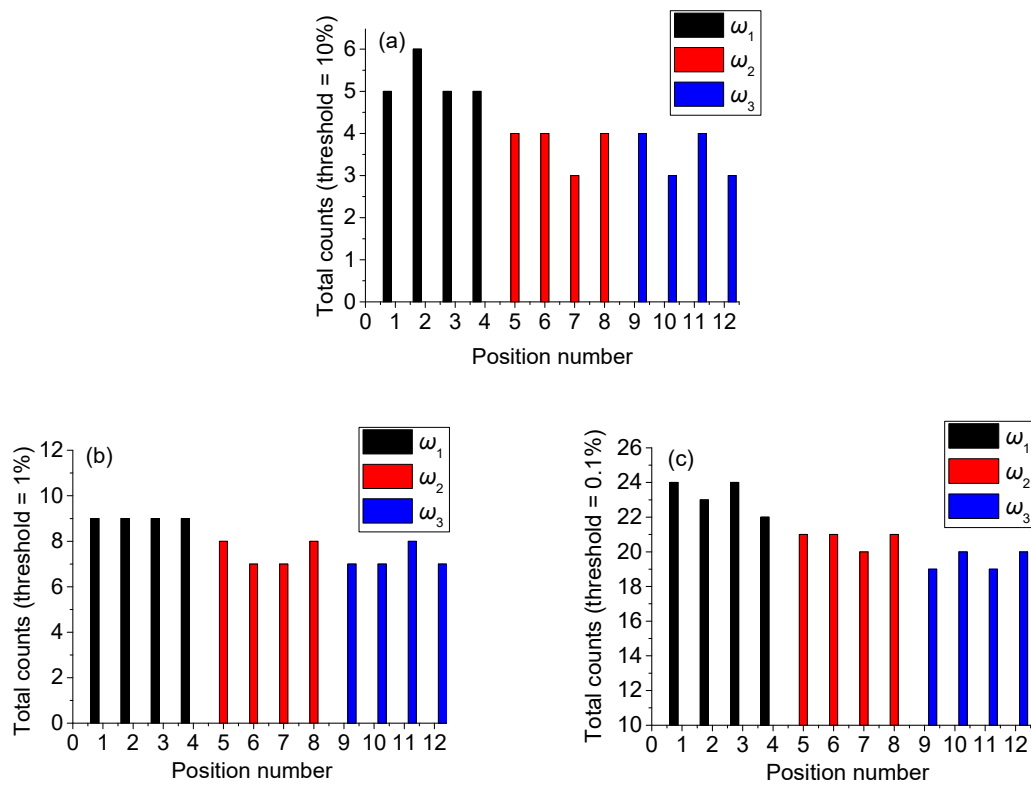 (a)
ω1
ω2
ω3
Total counts (threshold = 10%)
6
5
4
3
2
1
0
0 1 2 3 4 5 6 7 8 9 10 11 12
Position number
(b)
ω1
ω2
ω3
Total counts (threshold = 1%)
12
10
8
6
4
2
0
0 1 2 3 4 5 6 7 8 9 10 11 12
Position number
(c)
ω1
ω2
ω3
Total counts (threshold = 0.1%)
26
24
22
20
18
16
14
12
10
0 1 2 3 4 5 6 7 8 9 10 11 12
Position number